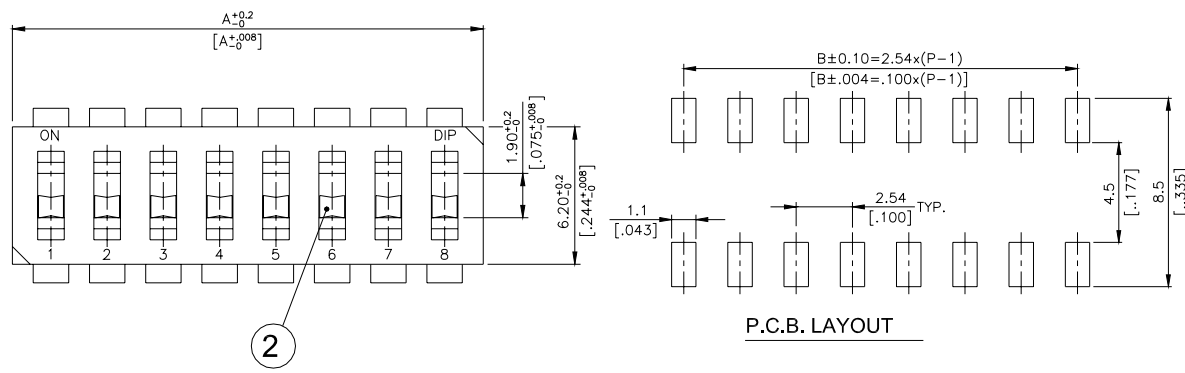 A+0.2 -0
[A+.008 -0]
ON DIP
1 2 3 4 5 6 7 8
1.90+0.2 -0
[.075+.008 -0]
6.20+0.2 -0
[.244+.008 -0]
2
B±0.10=2.54x(P-1)
[B±.004=.100x(P-1)]
1.1
[.043]
2.54 TYP.
[.100]
4.5
[..177]
8.5
[..335]
P.C.B. LAYOUT